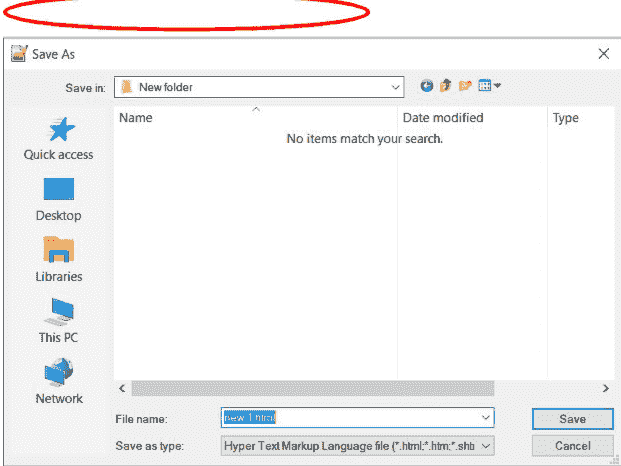 Save As
Save in: New folder
Name Date modified Type
No items match your search.
Quick access
Desktop
Libraries
This PC
Network
File name: new 1.html Save
Save as type: Hyper Text Markup Language file (*.html;*.htm;*.sht Cancel